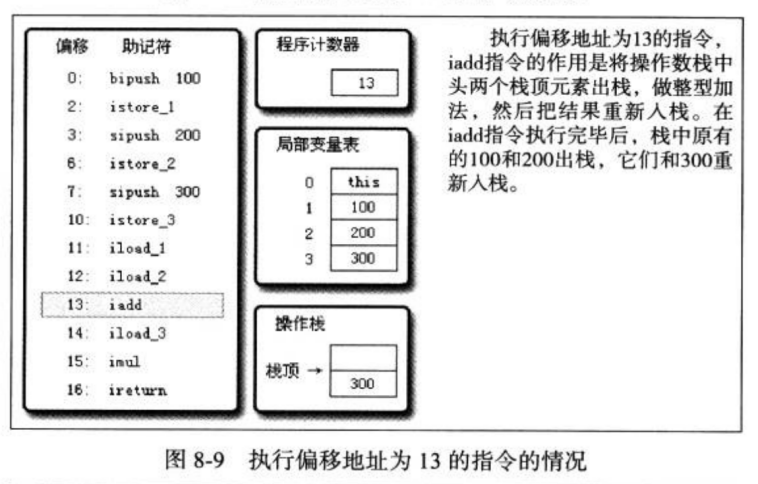 偏移 助记符
0: bipush 100
2: istore_1
3: sipush 200
6: istore_2
7: sipush 300
10: istore_3
11: iload_1
12: iload_2
13: iadd
14: iload_3
15: imul
16: ireturn
程序计数器
13
局部变量表
0 this
1 100
2 200
3 300
操作栈
栈顶 →
300
执行偏移地址为13的指令，
iadd指令的作用是将操作数栈中
头两个栈顶元素出栈，做整型加
法，然后把结果重新入栈。在
iadd指令执行完毕后，栈中原有
的100和200出栈，它们和300重
新入栈。
图 8-9 执行偏移地址为 13 的指令的情况